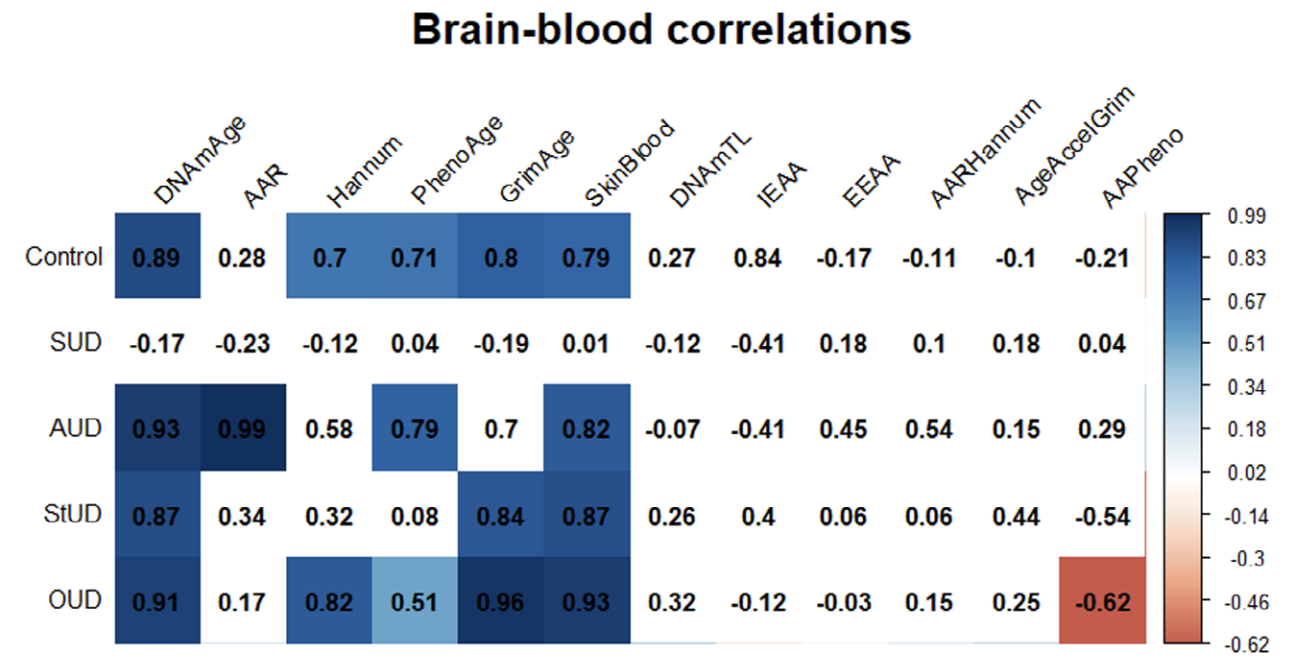 Brain-blood correlations
DNAmAge AAR Hannum PhenoAge GrimAge SkinBlood DNAmTL IEAA EEAA AARHannum AgeAccelGrim AAPheno
Control 0.89 0.28 0.7 0.71 0.8 0.79 0.27 0.84 -0.17 -0.11 -0.1 -0.21
SUD -0.17 -0.23 -0.12 0.04 -0.19 0.01 -0.12 -0.41 0.18 0.1 0.18 0.04
AUD 0.93 0.99 0.58 0.79 0.7 0.82 -0.07 -0.41 0.45 0.54 0.15 0.29
StUD 0.87 0.34 0.32 0.08 0.84 0.87 0.26 0.4 0.06 0.06 0.44 -0.54
OUD 0.91 0.17 0.82 0.51 0.96 0.93 0.32 -0.12 -0.03 0.15 0.25 -0.62
0.99
0.83
0.67
0.51
0.34
0.18
0.02
-0.14
-0.3
-0.46
-0.62